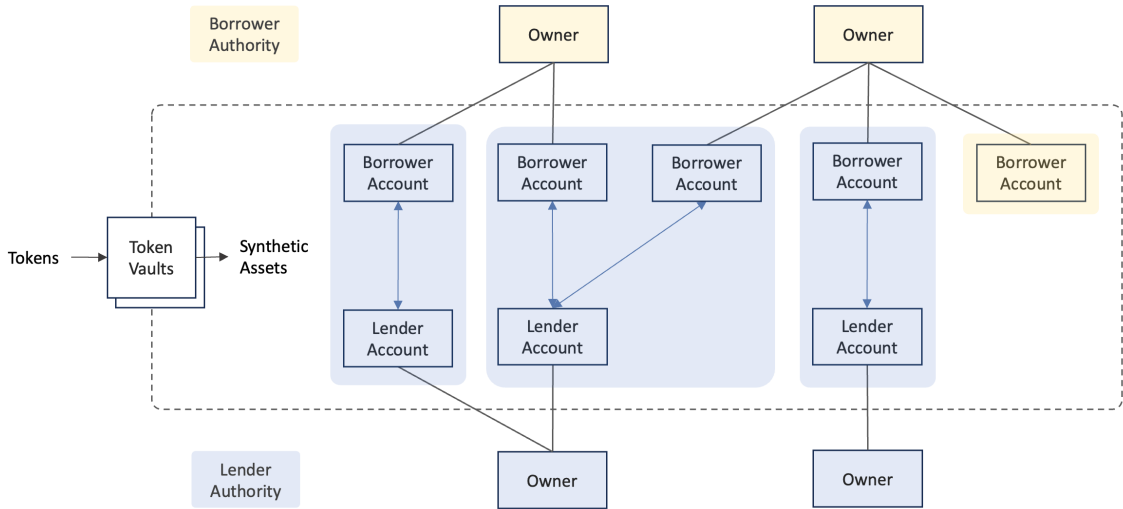 Borrower
Authority
Owner
Owner
Borrower
Account
Borrower
Account
Borrower
Account
Borrower
Account
Borrower
Account
Tokens
Token
Vaults
Synthetic
Assets
Lender
Account
Lender
Account
Lender
Account
Lender
Authority
Owner
Owner